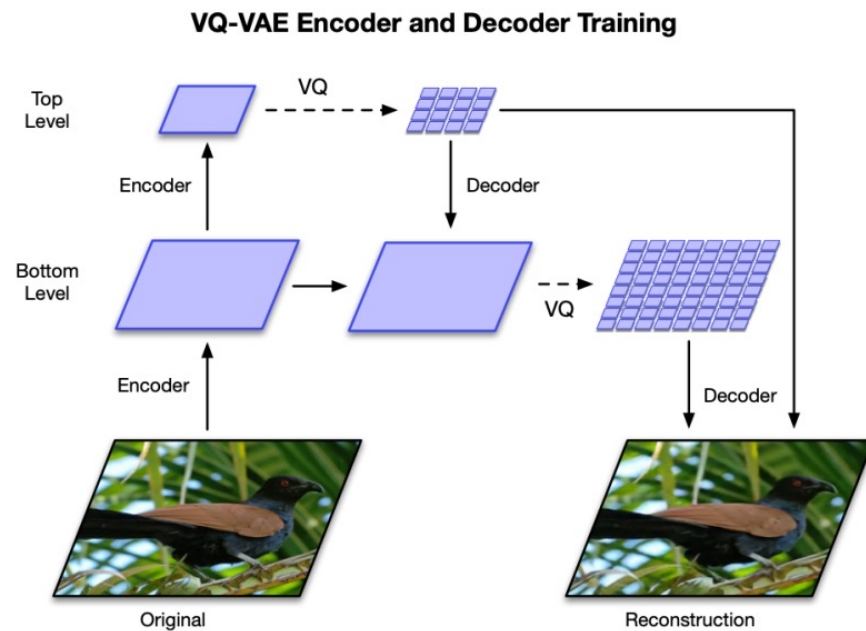 VQ-VAE Encoder and Decoder Training
VQ
Top
Level
Encoder
Decoder
Bottom
Level
VQ
Encoder
Decoder
Original
Reconstruction